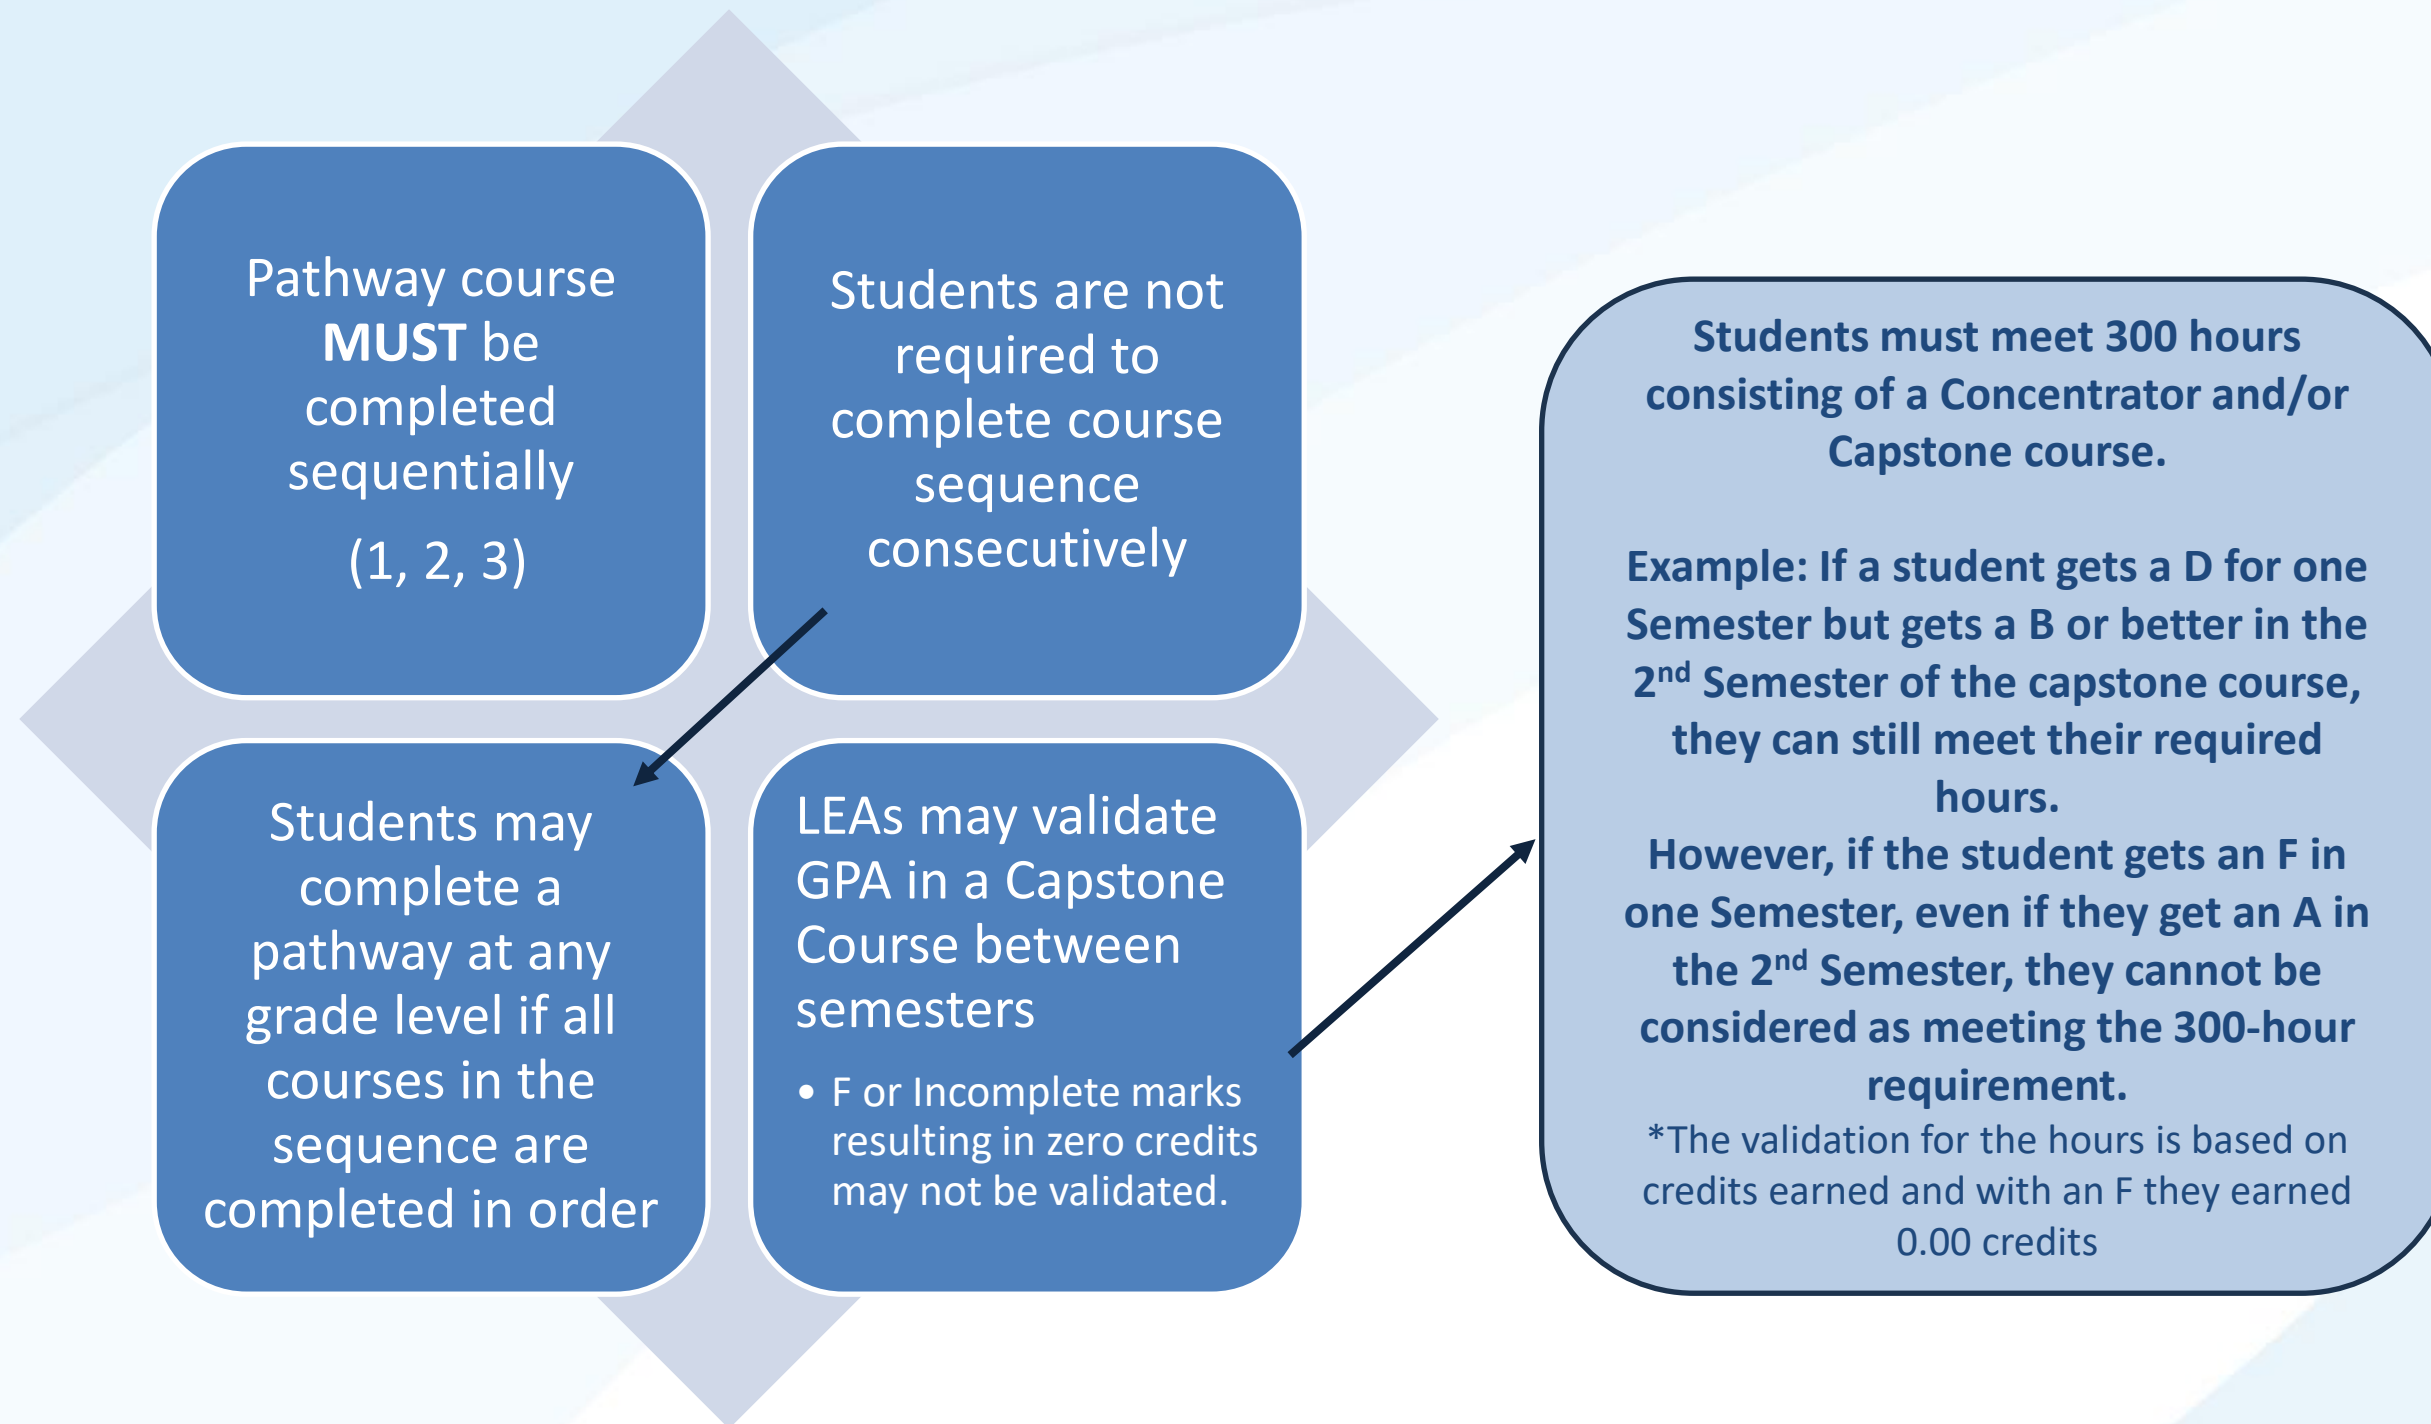 Pathway course
MUST be
completed
sequentially
(1, 2, 3)
Students are not
required to
complete course
sequence
consecutively
Students may
complete a
pathway at any
grade level if all
courses in the
sequence are
completed in order
LEAs may validate
GPA in a Capstone
Course between
semesters
• F or Incomplete marks
resulting in zero credits
may not be validated.
Students must meet 300 hours
consisting of a Concentrator and/or
Capstone course.
Example: If a student gets a D for one
Semester but gets a B or better in the
2nd Semester of the capstone course,
they can still meet their required
hours.
However, if the student gets an F in
one Semester, even if they get an A in
the 2nd Semester, they cannot be
considered as meeting the 300-hour
requirement.
*The validation for the hours is based on
credits earned and with an F they earned
0.00 credits